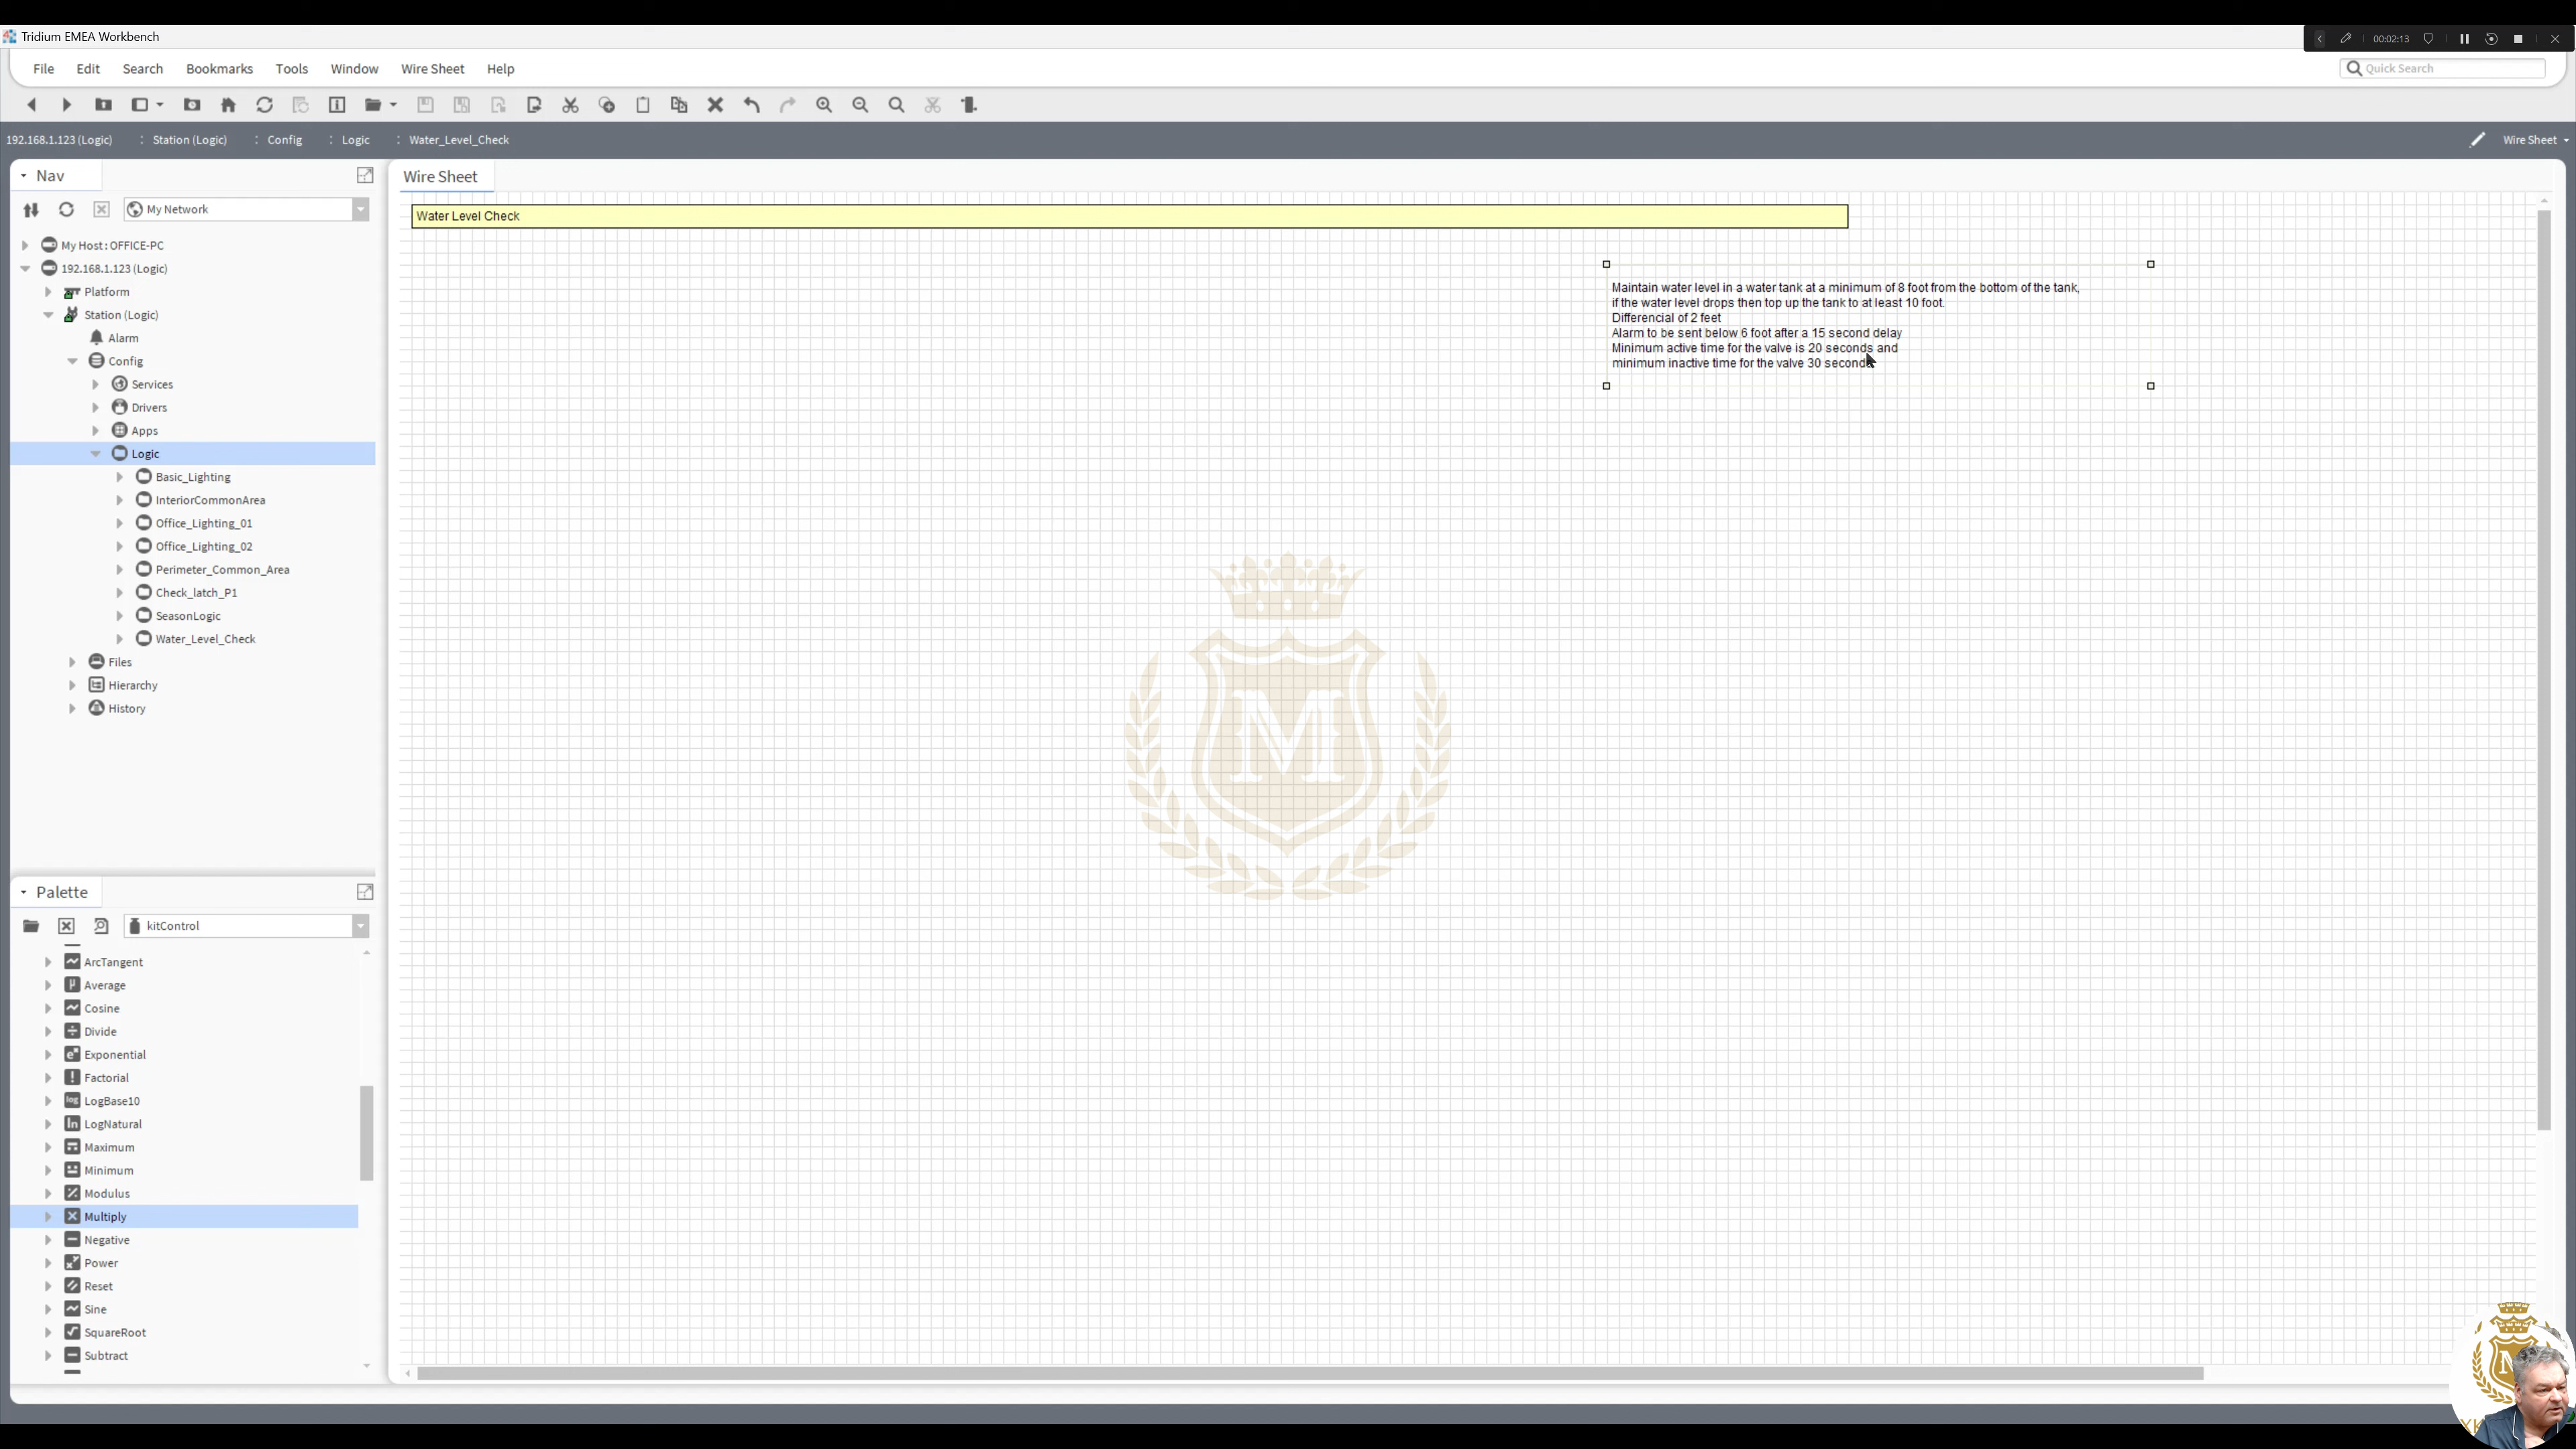 Tridium EMEA Workbench
00:02:13
File Edit Search Bookmarks Tools Window Wire Sheet Help
Quick Search
192.168.1.123 (Logic) : Station (Logic) : Config : Logic : Water_Level_Check
Wire Sheet
Nav
My Network
My Host : OFFICE-PC
192.168.1.123 (Logic)
Platform
Station (Logic)
Alarm
Config
Services
Drivers
Apps
Logic
Basic_Lighting
InteriorCommonArea
Office_Lighting_01
Office_Lighting_02
Perimeter_Common_Area
Check_latch_P1
SeasonLogic
Water_Level_Check
Files
Hierarchy
History
Palette
kitControl
ArcTangent
Average
Cosine
Divide
Exponential
Factorial
LogBase10
LogNatural
Maximum
Minimum
Modulus
Multiply
Negative
Power
Reset
Sine
SquareRoot
Subtract
Wire Sheet
Water Level Check
Maintain water level in a water tank at a minimum of 8 foot from the bottom of the tank,
if the water level drops then top up the tank to at least 10 foot.
Differencial of 2 feet
Alarm to be sent below 6 foot after a 15 second delay
Minimum active time for the valve is 20 seconds and
minimum inactive time for the valve 30 seconds
M